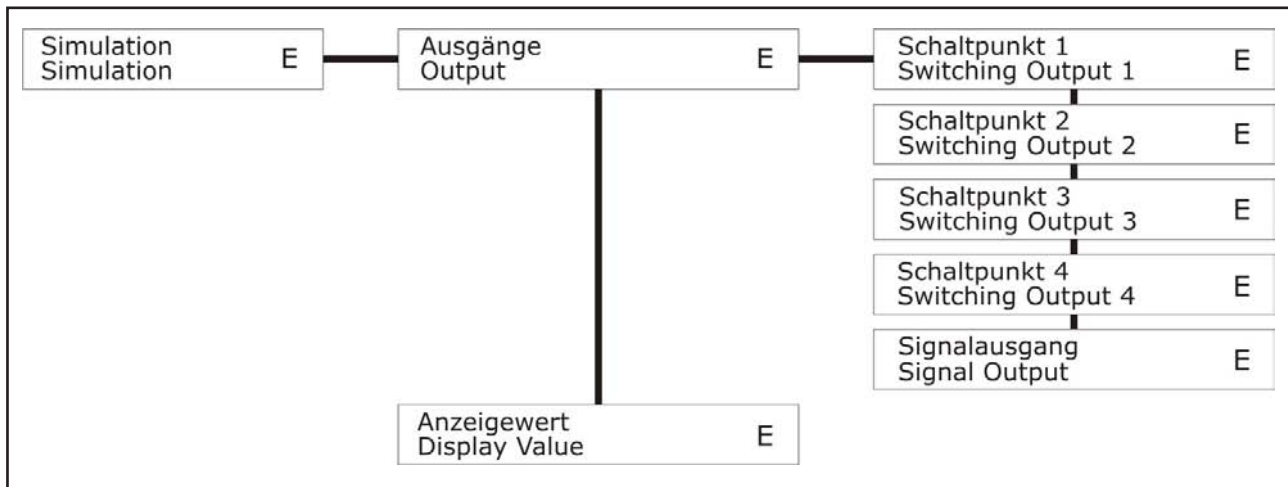 Simulation
Simulation
E
Ausgänge
Output
E
Schaltpunkt 1
Switching Output 1
E
Schaltpunkt 2
Switching Output 2
E
Schaltpunkt 3
Switching Output 3
E
Schaltpunkt 4
Switching Output 4
E
Signalausgang
Signal Output
E
Anzeigewert
Display Value
E